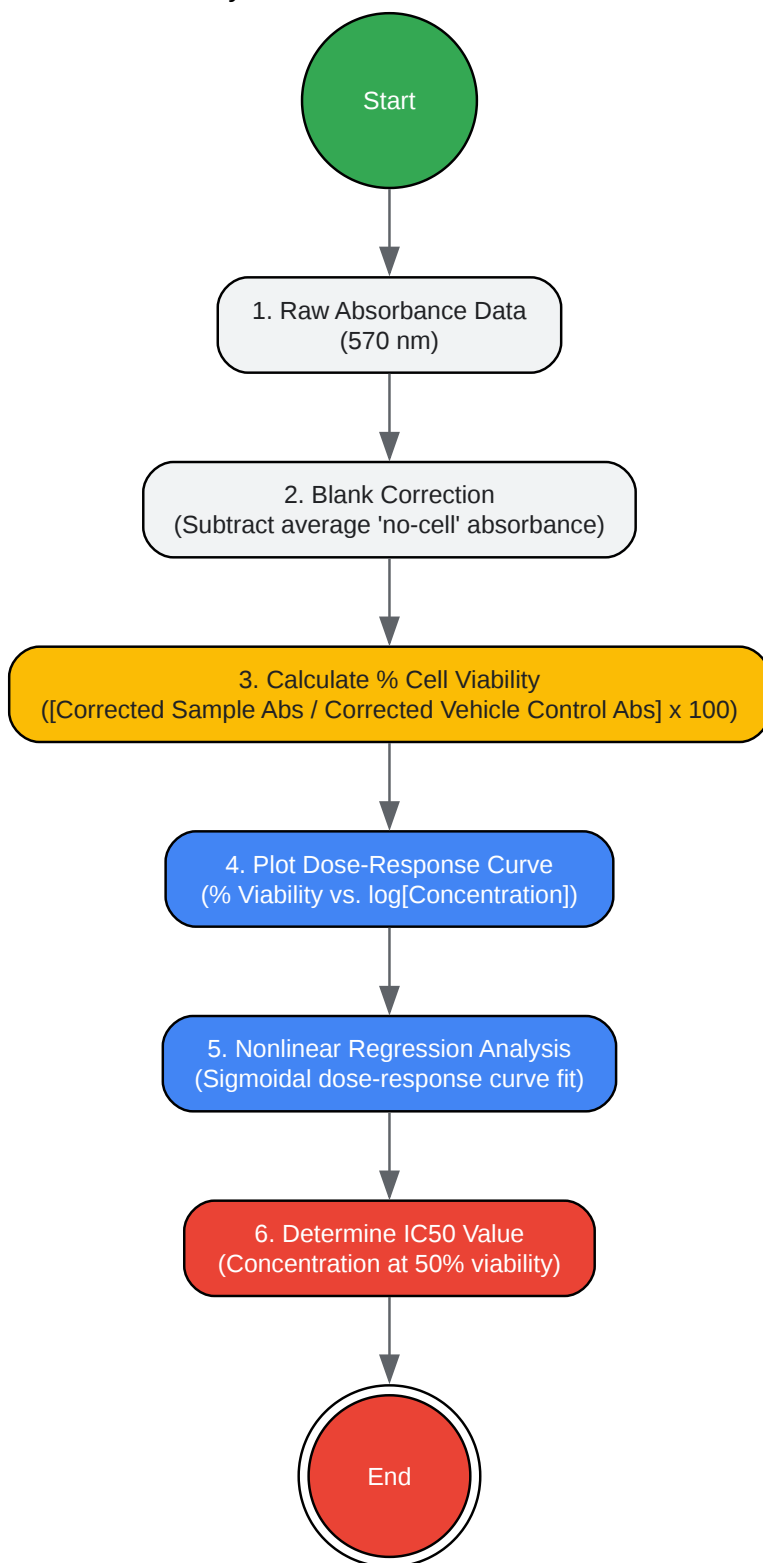 Start
1. Raw Absorbance Data
(570 nm)
2. Blank Correction
(Subtract average 'no-cell' absorbance)
3. Calculate % Cell Viability
([Corrected Sample Abs / Corrected Vehicle Control Abs] x 100)
4. Plot Dose-Response Curve
(% Viability vs. log[Concentration])
5. Nonlinear Regression Analysis
(Sigmoidal dose-response curve fit)
6. Determine IC50 Value
(Concentration at 50% viability)
End